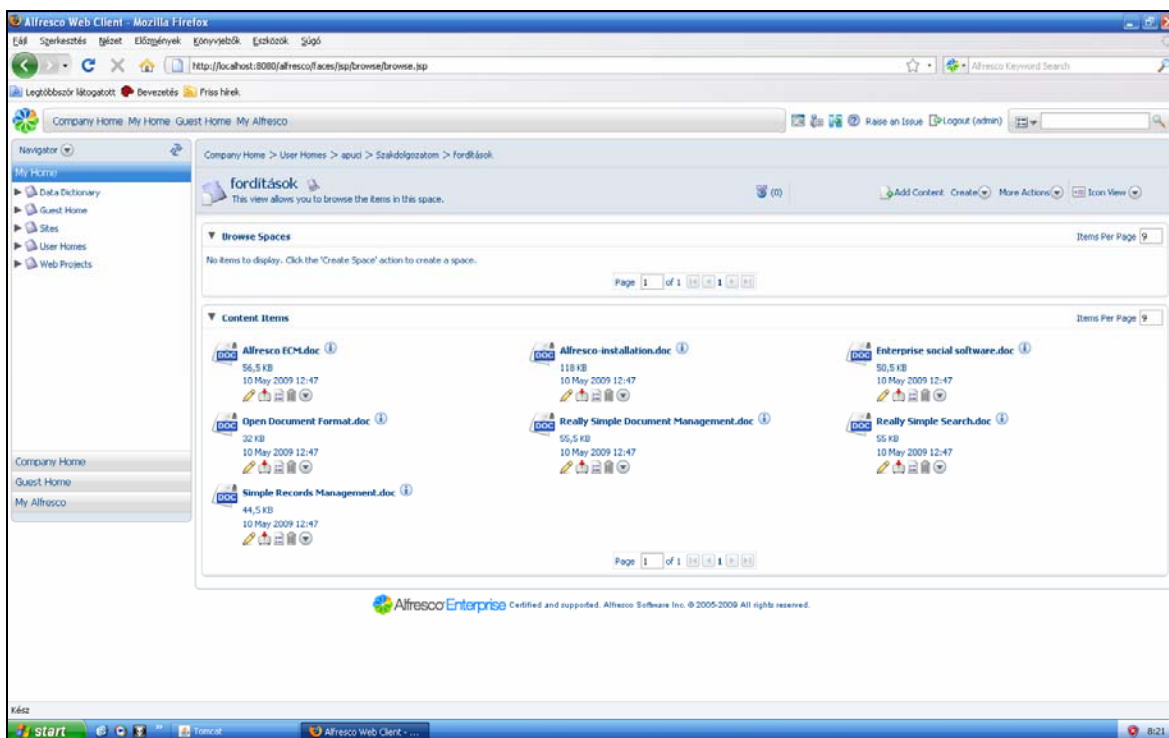 Alfresco Web Client - Mozilla Firefox
Fájl Szerkesztés Nézet Előzmények Könyvjelzők Eszközök Súgó
http://localhost:8080/alfresco/faces/jsp/browse/browse.jsp Alfresco Keyword Search
Legtöbbször látogatott Bevezetés Friss hírek
Company Home My Home Guest Home My Alfresco Raise an Issue Logout (admin)
Navigator
Company Home > User Homes > apuci > Szakdolgozatom > fordítások
My Home
Data Dictionary
Guest Home
Sites
User Homes
Web Projects
Company Home
Guest Home
My Alfresco
fordítások
This view allows you to browse the items in this space.
(0) Add Content Create More Actions Icon View
Browse Spaces Items Per Page 9
No items to display. Click the 'Create Space' action to create a space.
Page 1 of 1 1
Content Items Items Per Page 9
Alfresco ECM.doc
56,5 KB
10 May 2009 12:47
Alfresco-installation.doc
118 KB
10 May 2009 12:47
Enterprise social software.doc
50,5 KB
10 May 2009 12:47
Open Document Format.doc
32 KB
10 May 2009 12:47
Really Simple Document Management.doc
55,5 KB
10 May 2009 12:47
Really Simple Search.doc
55 KB
10 May 2009 12:47
Simple Records Management.doc
44,5 KB
10 May 2009 12:47
Page 1 of 1 1
Alfresco Enterprise Certified and supported. Alfresco Software Inc. © 2005-2009 All rights reserved.
Kész
start Tomcat Alfresco Web Client - ... 8:21